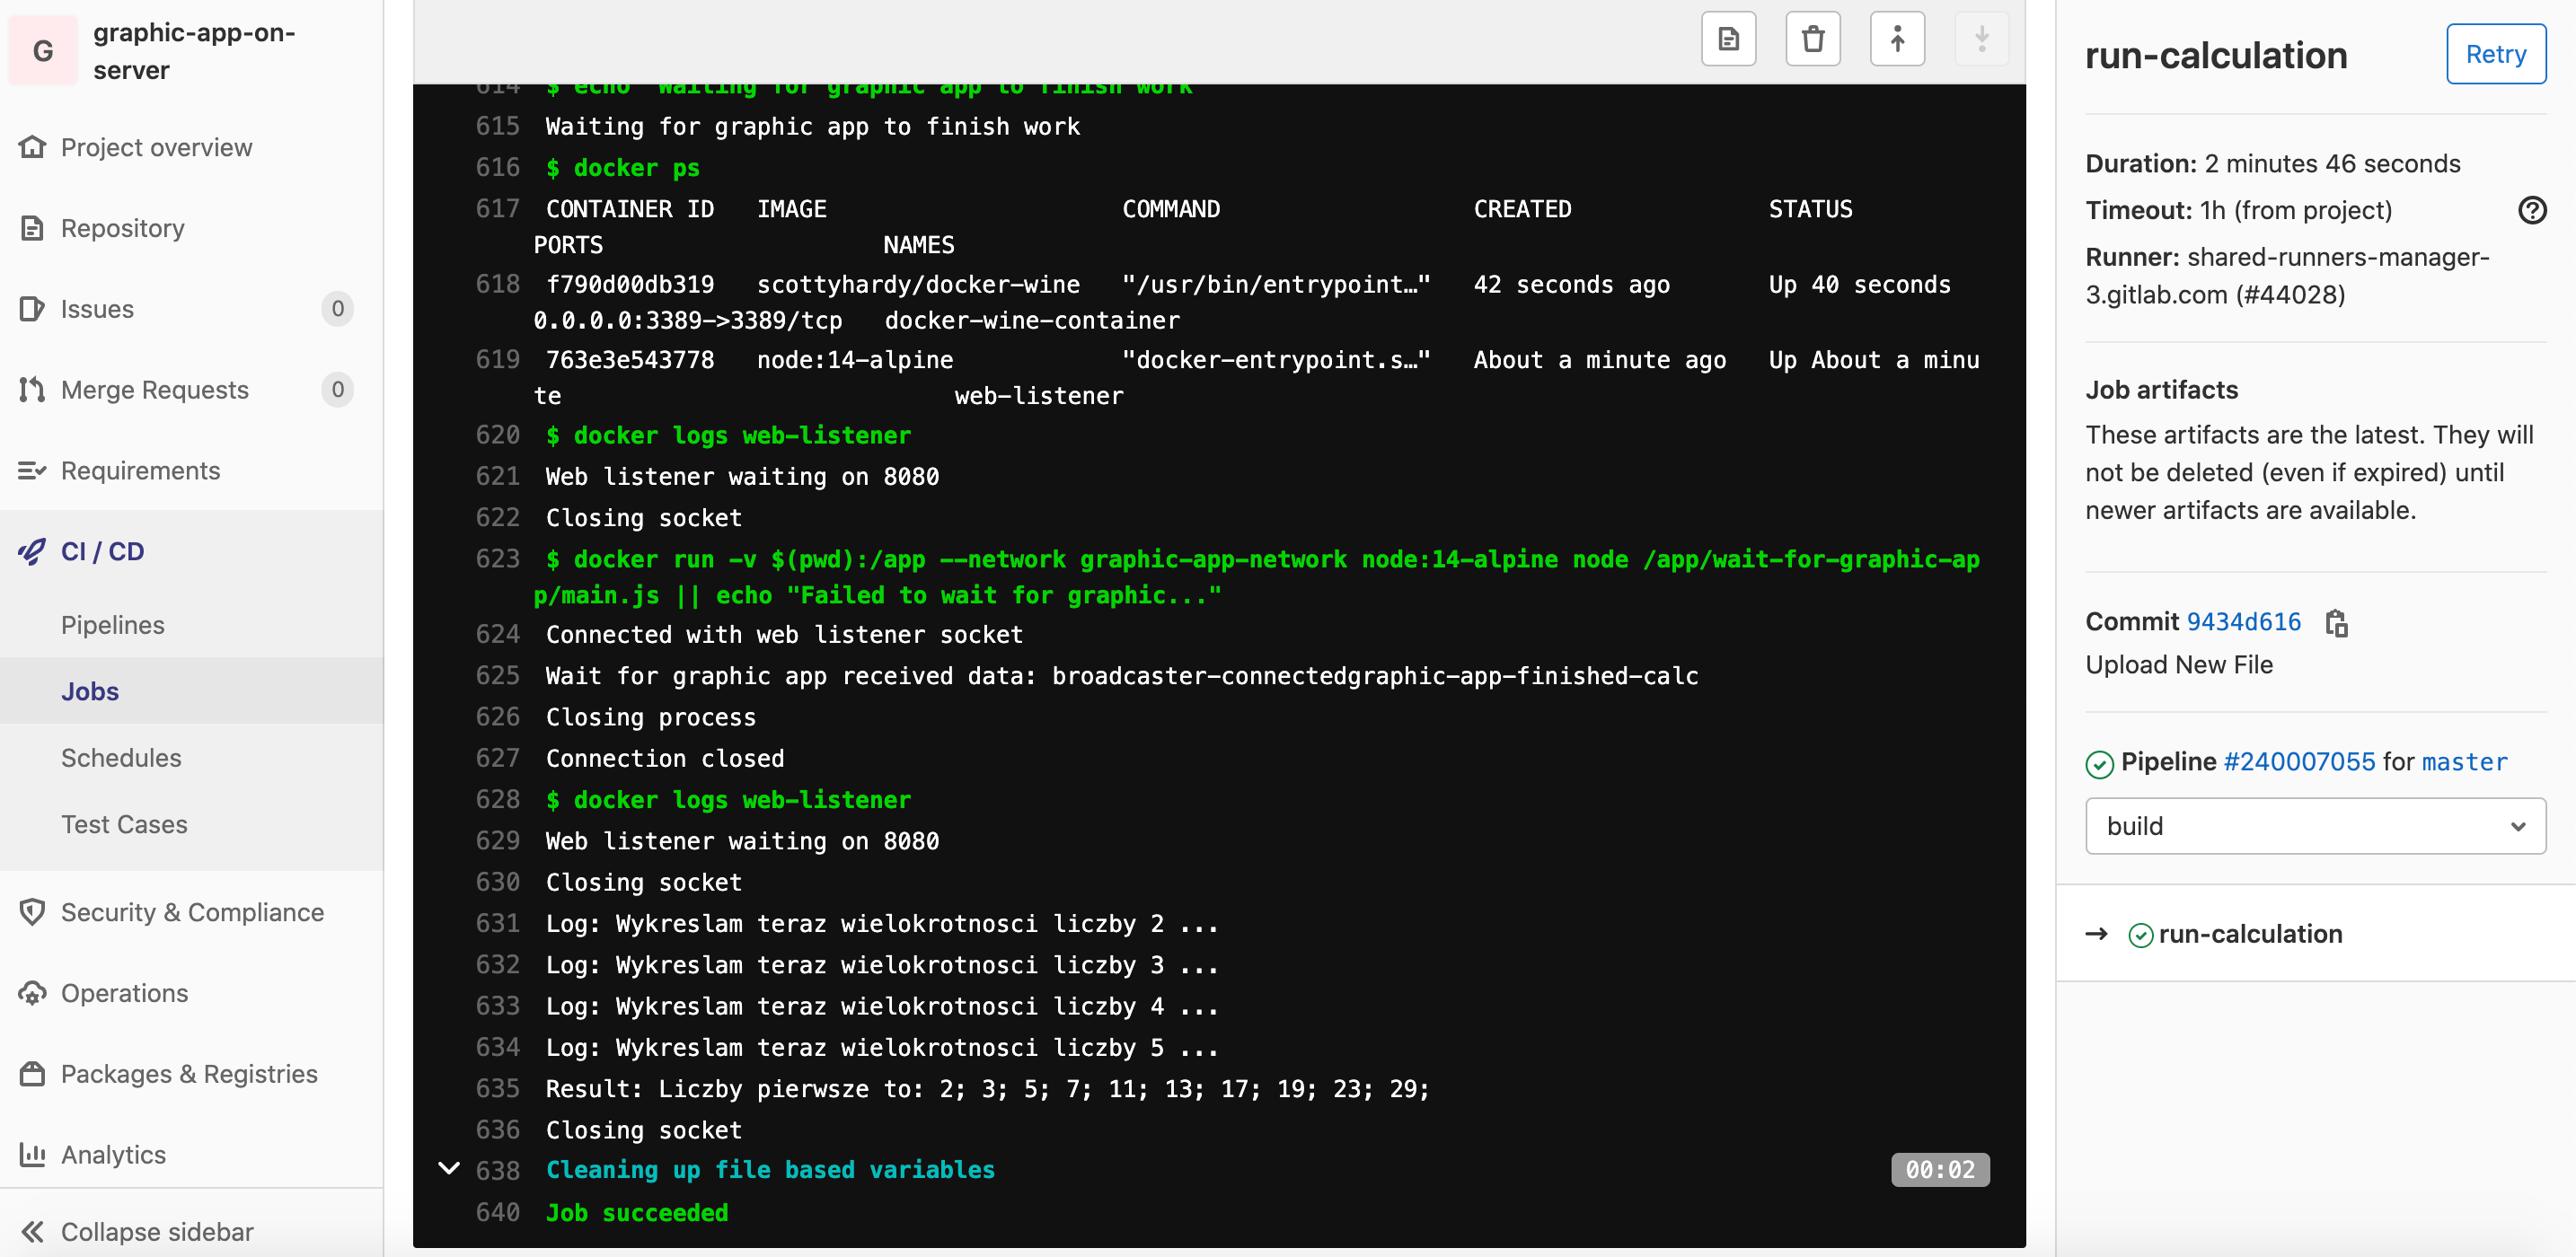 G
graphic-app-on-
server
Project overview
Repository
Issues 0
Merge Requests 0
Requirements
CI / CD
Pipelines
Jobs
Schedules
Test Cases
Security & Compliance
Operations
Packages & Registries
Analytics
Collapse sidebar
614 $ echo "Waiting for graphic app to finish work"
615 Waiting for graphic app to finish work
616 $ docker ps
617 CONTAINER ID IMAGE COMMAND CREATED STATUS
PORTS NAMES
618 f790d00db319 scottyhardy/docker-wine "/usr/bin/entrypoint…" 42 seconds ago Up 40 seconds
0.0.0.0:3389->3389/tcp docker-wine-container
619 763e3e543778 node:14-alpine "docker-entrypoint.s…" About a minute ago Up About a minu
te web-listener
620 $ docker logs web-listener
621 Web listener waiting on 8080
622 Closing socket
623 $ docker run -v $(pwd):/app --network graphic-app-network node:14-alpine node /app/wait-for-graphic-ap
p/main.js || echo "Failed to wait for graphic..."
624 Connected with web listener socket
625 Wait for graphic app received data: broadcaster-connectedgraphic-app-finished-calc
626 Closing process
627 Connection closed
628 $ docker logs web-listener
629 Web listener waiting on 8080
630 Closing socket
631 Log: Wykreslam teraz wielokrotnosci liczby 2 ...
632 Log: Wykreslam teraz wielokrotnosci liczby 3 ...
633 Log: Wykreslam teraz wielokrotnosci liczby 4 ...
634 Log: Wykreslam teraz wielokrotnosci liczby 5 ...
635 Result: Liczby pierwsze to: 2; 3; 5; 7; 11; 13; 17; 19; 23; 29;
636 Closing socket
638 Cleaning up file based variables 00:02
640 Job succeeded
run-calculation Retry
Duration: 2 minutes 46 seconds
Timeout: 1h (from project)
Runner: shared-runners-manager-
3.gitlab.com (#44028)
Job artifacts
These artifacts are the latest. They will
not be deleted (even if expired) until
newer artifacts are available.
Commit 9434d616
Upload New File
Pipeline #240007055 for master
build
run-calculation